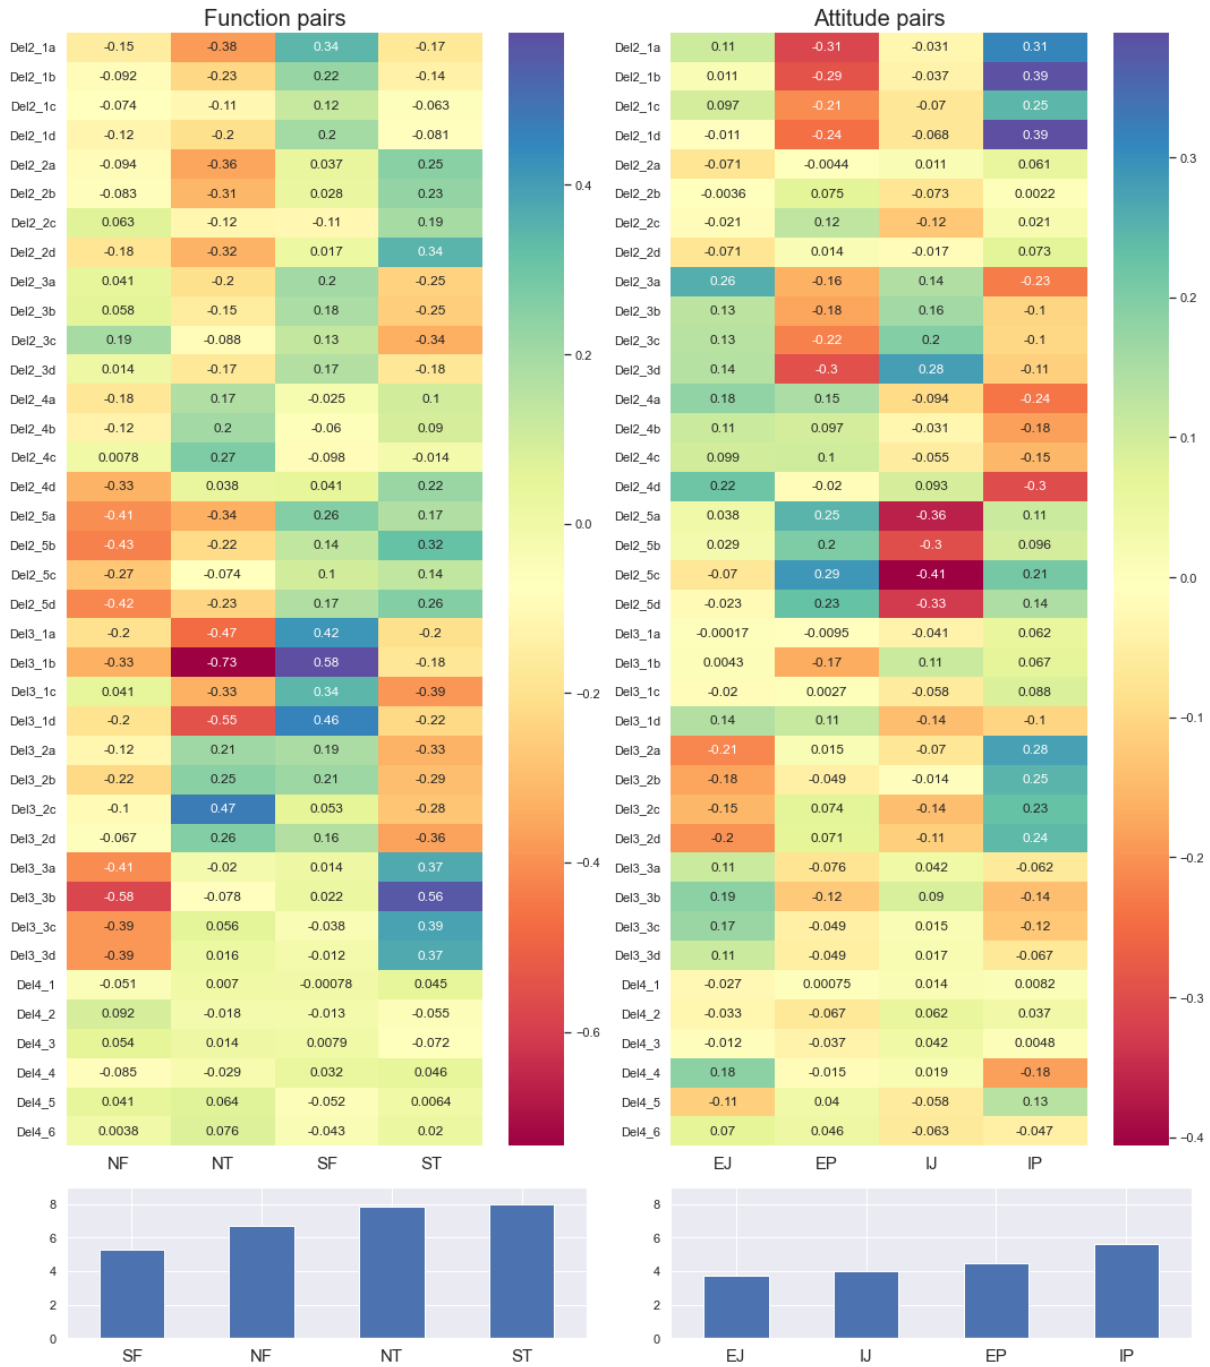 Function pairs
Attitude pairs
Del2_1a -0.15 -0.38 0.34 -0.17 Del2_1a 0.11 -0.31 -0.031 0.31
Del2_1b -0.092 -0.23 0.22 -0.14 Del2_1b 0.011 -0.29 -0.037 0.39
Del2_1c -0.074 -0.11 0.12 -0.063 Del2_1c 0.097 -0.21 -0.07 0.25
Del2_1d -0.12 -0.2 0.2 -0.081 Del2_1d -0.011 -0.24 -0.068 0.39
0.3
Del2_2a -0.094 -0.36 0.037 0.25 Del2_2a -0.071 -0.0044 0.011 0.061
0.4
Del2_2b -0.083 -0.31 0.028 0.23 Del2_2b -0.0036 0.075 -0.073 0.0022
Del2_2c 0.063 -0.12 -0.11 0.19 Del2_2c -0.021 0.12 -0.12 0.021
Del2_2d -0.18 -0.32 0.017 0.34 Del2_2d -0.071 0.014 -0.017 0.073
Del2_3a 0.041 -0.2 0.2 -0.25 Del2_3a 0.26 -0.16 0.14 -0.23
0.2
Del2_3b 0.058 -0.15 0.18 -0.25 Del2_3b 0.13 -0.18 0.16 -0.1
Del2_3c 0.19 -0.088 0.13 -0.34 Del2_3c 0.13 -0.22 0.2 -0.1
0.2
Del2_3d 0.014 -0.17 0.17 -0.18 Del2_3d 0.14 -0.3 0.28 -0.11
Del2_4a -0.18 0.17 -0.025 0.1 Del2_4a 0.18 0.15 -0.094 -0.24
Del2_4b -0.12 0.2 -0.06 0.09 Del2_4b 0.11 0.097 -0.031 -0.18
0.1
Del2_4c 0.0078 0.27 -0.098 -0.014 Del2_4c 0.099 0.1 -0.055 -0.15
Del2_4d -0.33 0.038 0.041 0.22 Del2_4d 0.22 -0.02 0.093 -0.3
Del2_5a -0.41 -0.34 0.26 0.17 Del2_5a 0.038 0.25 -0.36 0.11
0.0
Del2_5b -0.43 -0.22 0.14 0.32 Del2_5b 0.029 0.2 -0.3 0.096
Del2_5c -0.27 -0.074 0.1 0.14 Del2_5c -0.07 0.29 -0.41 0.21
0.0
Del2_5d -0.42 -0.23 0.17 0.26 Del2_5d -0.023 0.23 -0.33 0.14
Del3_1a -0.2 -0.47 0.42 -0.2 Del3_1a -0.00017 -0.0095 -0.041 0.062
Del3_1b -0.33 -0.73 0.58 -0.18 Del3_1b 0.0043 -0.17 0.11 0.067
Del3_1c 0.041 -0.33 0.34 -0.39 Del3_1c -0.02 0.0027 -0.058 0.088
−0.2
Del3_1d -0.2 -0.55 0.46 -0.22 Del3_1d 0.14 0.11 -0.14 -0.1
−0.1
Del3_2a -0.12 0.21 0.19 -0.33 Del3_2a -0.21 0.015 -0.07 0.28
Del3_2b -0.22 0.25 0.21 -0.29 Del3_2b -0.18 -0.049 -0.014 0.25
Del3_2c -0.1 0.47 0.053 -0.28 Del3_2c -0.15 0.074 -0.14 0.23
Del3_2d -0.067 0.26 0.16 -0.36 Del3_2d -0.2 0.071 -0.11 0.24
−0.2
−0.4
Del3_3a -0.41 -0.02 0.014 0.37 Del3_3a 0.11 -0.076 0.042 -0.062
Del3_3b -0.58 -0.078 0.022 0.56 Del3_3b 0.19 -0.12 0.09 -0.14
Del3_3c -0.39 0.056 -0.038 0.39 Del3_3c 0.17 -0.049 0.015 -0.12
Del3_3d -0.39 0.016 -0.012 0.37 Del3_3d 0.11 -0.049 0.017 -0.067
Del4_1 -0.051 0.007 -0.00078 0.045 Del4_1 -0.027 0.00075 0.014 0.0082
−0.3
Del4_2 0.092 -0.018 -0.013 -0.055 Del4_2 -0.033 -0.067 0.062 0.037
−0.6
Del4_3 0.054 0.014 0.0079 -0.072 Del4_3 -0.012 -0.037 0.042 0.0048
Del4_4 -0.085 -0.029 0.032 0.046 Del4_4 0.18 -0.015 0.019 -0.18
Del4_5 0.041 0.064 -0.052 0.0064 Del4_5 -0.11 0.04 -0.058 0.13
Del4_6 0.0038 0.076 -0.043 0.02 Del4_6 0.07 0.046 -0.063 -0.047
−0.4
NF NT SF ST EJ EP IJ IP
8 8
6 6
4 4
2 2
0 0
SF NF NT ST EJ IJ EP IP